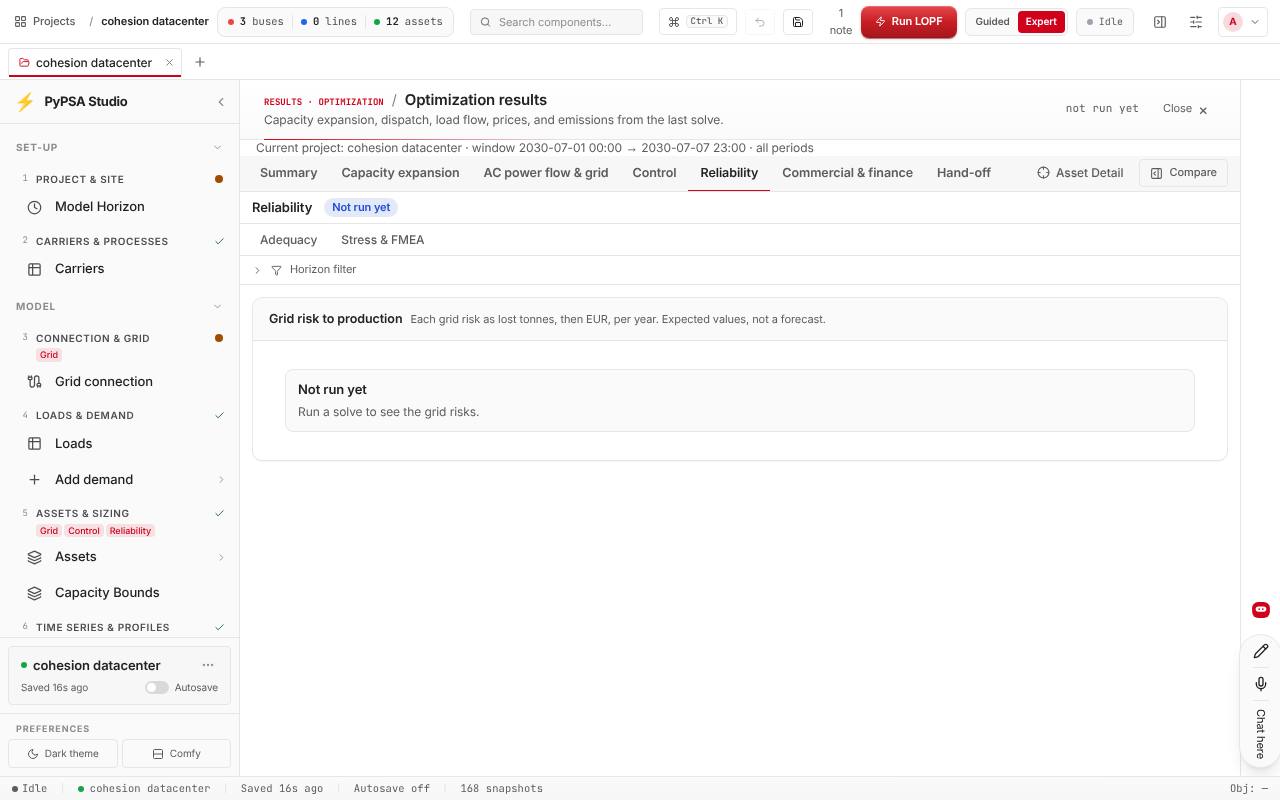 Projects / cohesion datacenter
3 buses 0 lines 12 assets
Search components...
⌘ Ctrl K
1 note
Run LOPF
Guided Expert
Idle
A
cohesion datacenter
PyPSA Studio
SET-UP
1 PROJECT & SITE
Model Horizon
2 CARRIERS & PROCESSES
Carriers
MODEL
3 CONNECTION & GRID
Grid
Grid connection
4 LOADS & DEMAND
Loads
Add demand
5 ASSETS & SIZING
Grid Control Reliability
Assets
Capacity Bounds
6 TIME SERIES & PROFILES
cohesion datacenter
Saved 16s ago Autosave
PREFERENCES
Dark theme Comfy
RESULTS · OPTIMIZATION / Optimization results
Capacity expansion, dispatch, load flow, prices, and emissions from the last solve.
not run yet Close ×
Current project: cohesion datacenter · window 2030-07-01 00:00 → 2030-07-07 23:00 · all periods
Summary Capacity expansion AC power flow & grid Control Reliability Commercial & finance Hand-off Asset Detail Compare
Reliability Not run yet
Adequacy Stress & FMEA
Horizon filter
Grid risk to production Each grid risk as lost tonnes, then EUR, per year. Expected values, not a forecast.
Not run yet
Run a solve to see the grid risks.
Chat here
Idle cohesion datacenter Saved 16s ago Autosave off 168 snapshots Obj: —